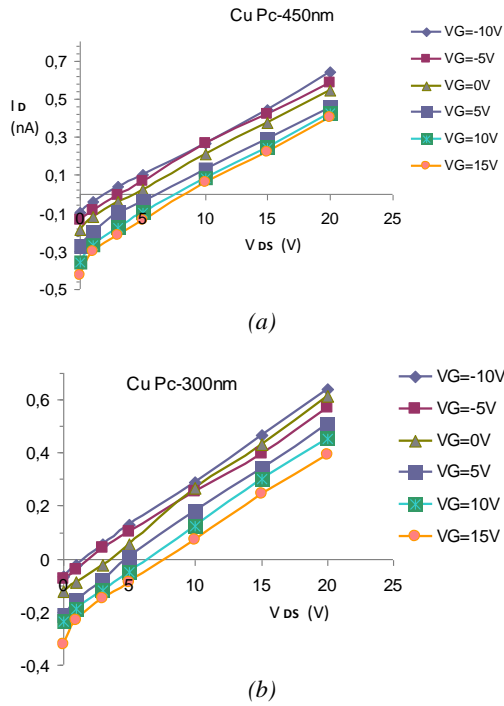 Cu Pc-450nm
0,7
0,5
0,3
0,1
-0,1
-0,3
-0,5
I D
(nA)
0 5 10 15 20 25
V DS (V)
VG=-10V
VG=-5V
VG=0V
VG=5V
VG=10V
VG=15V
(a)
Cu Pc-300nm
0,6
0,4
0,2
0
-0,2
-0,4
0 5 10 15 20 25
V DS (V)
VG=-10V
VG=-5V
VG=0V
VG=5V
VG=10V
VG=15V
(b)